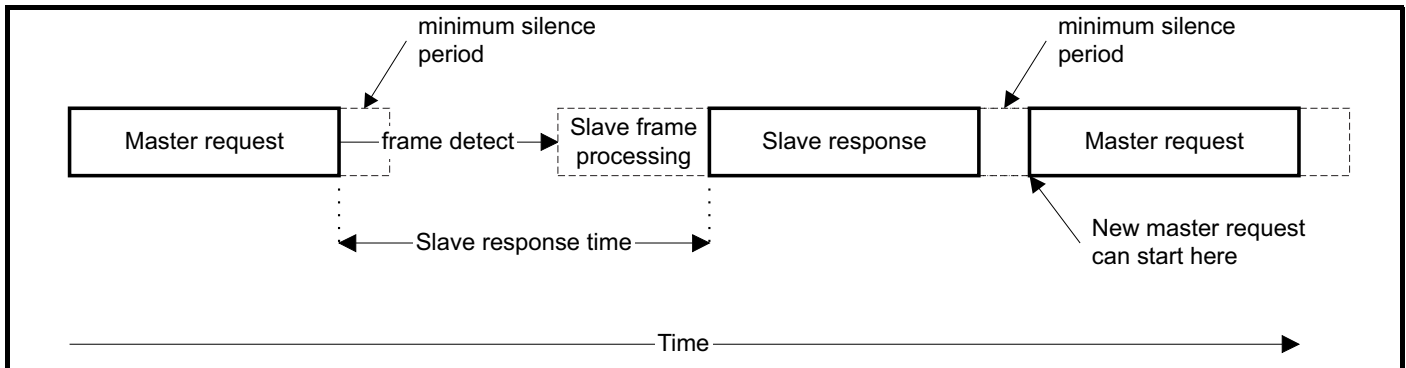 minimum silence
period
minimum silence
period
Master request
frame detect
Slave frame
processing
Slave response
Master request
Slave response time
New master request
can start here
Time